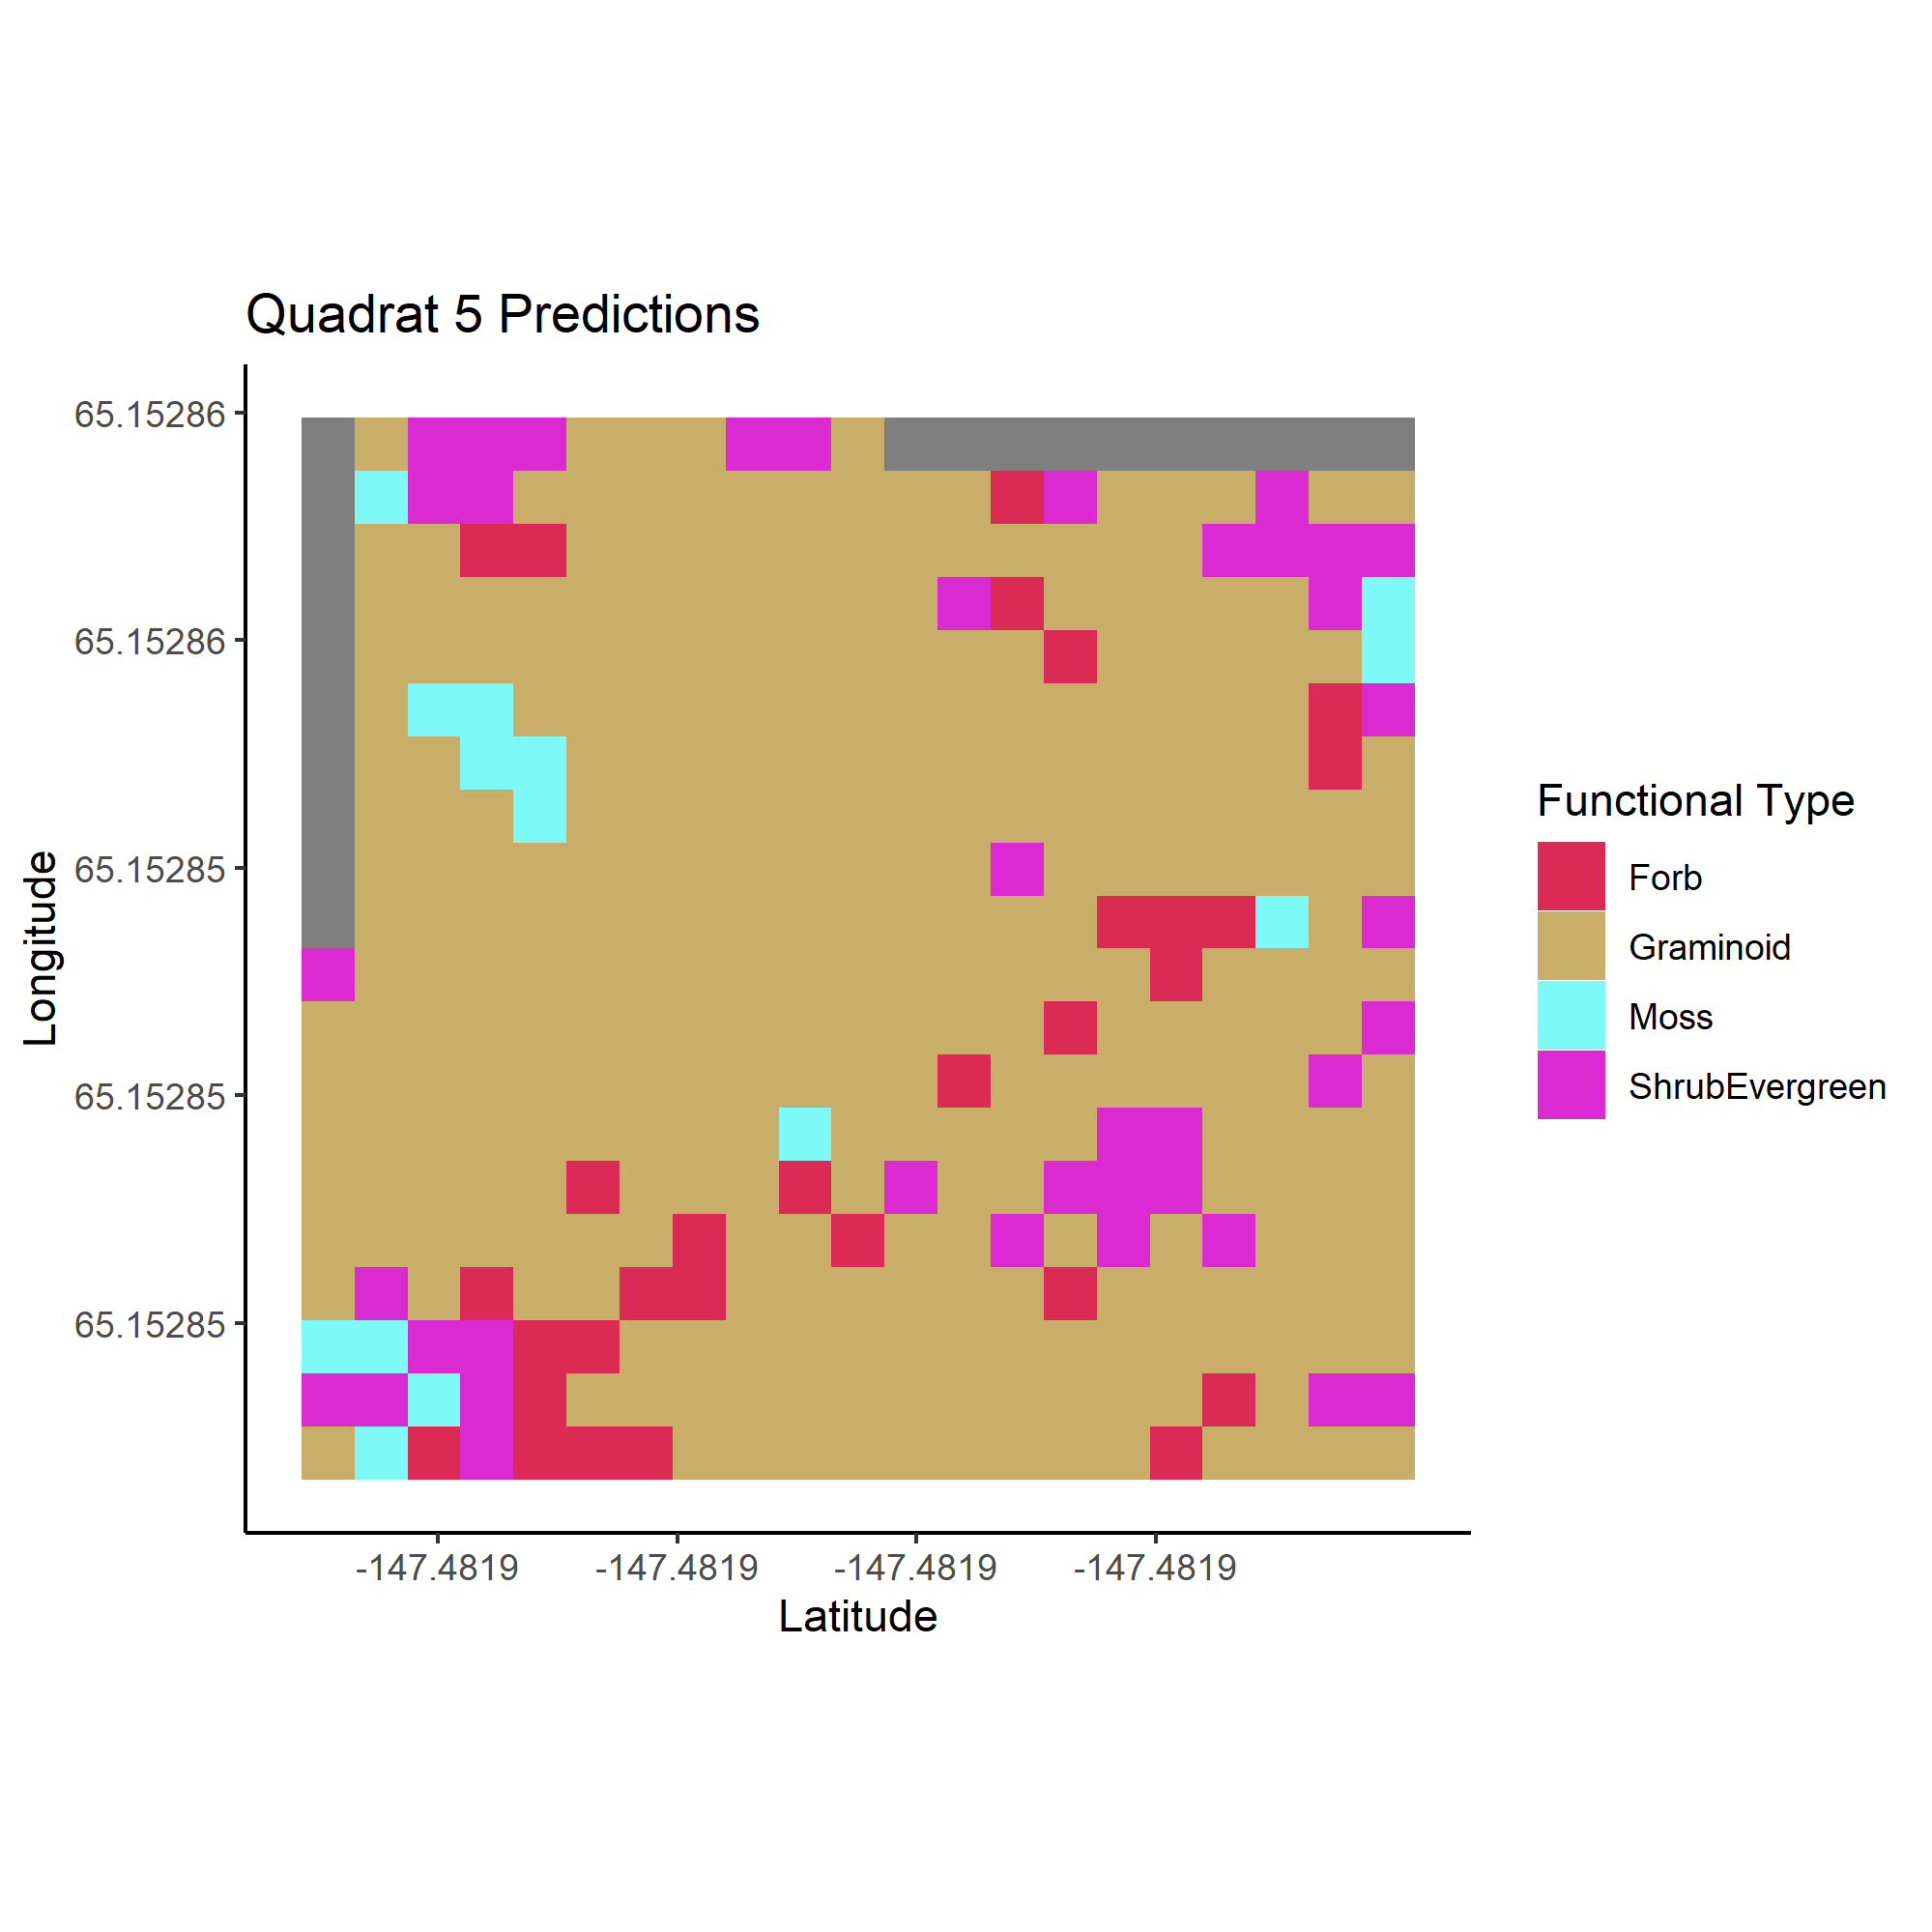 Quadrat 5 Predictions
65.15286
65.15286
65.15285
65.15285
65.15285
Longitude
-147.4819 -147.4819 -147.4819 -147.4819
Latitude
Functional Type
Forb
Graminoid
Moss
ShrubEvergreen